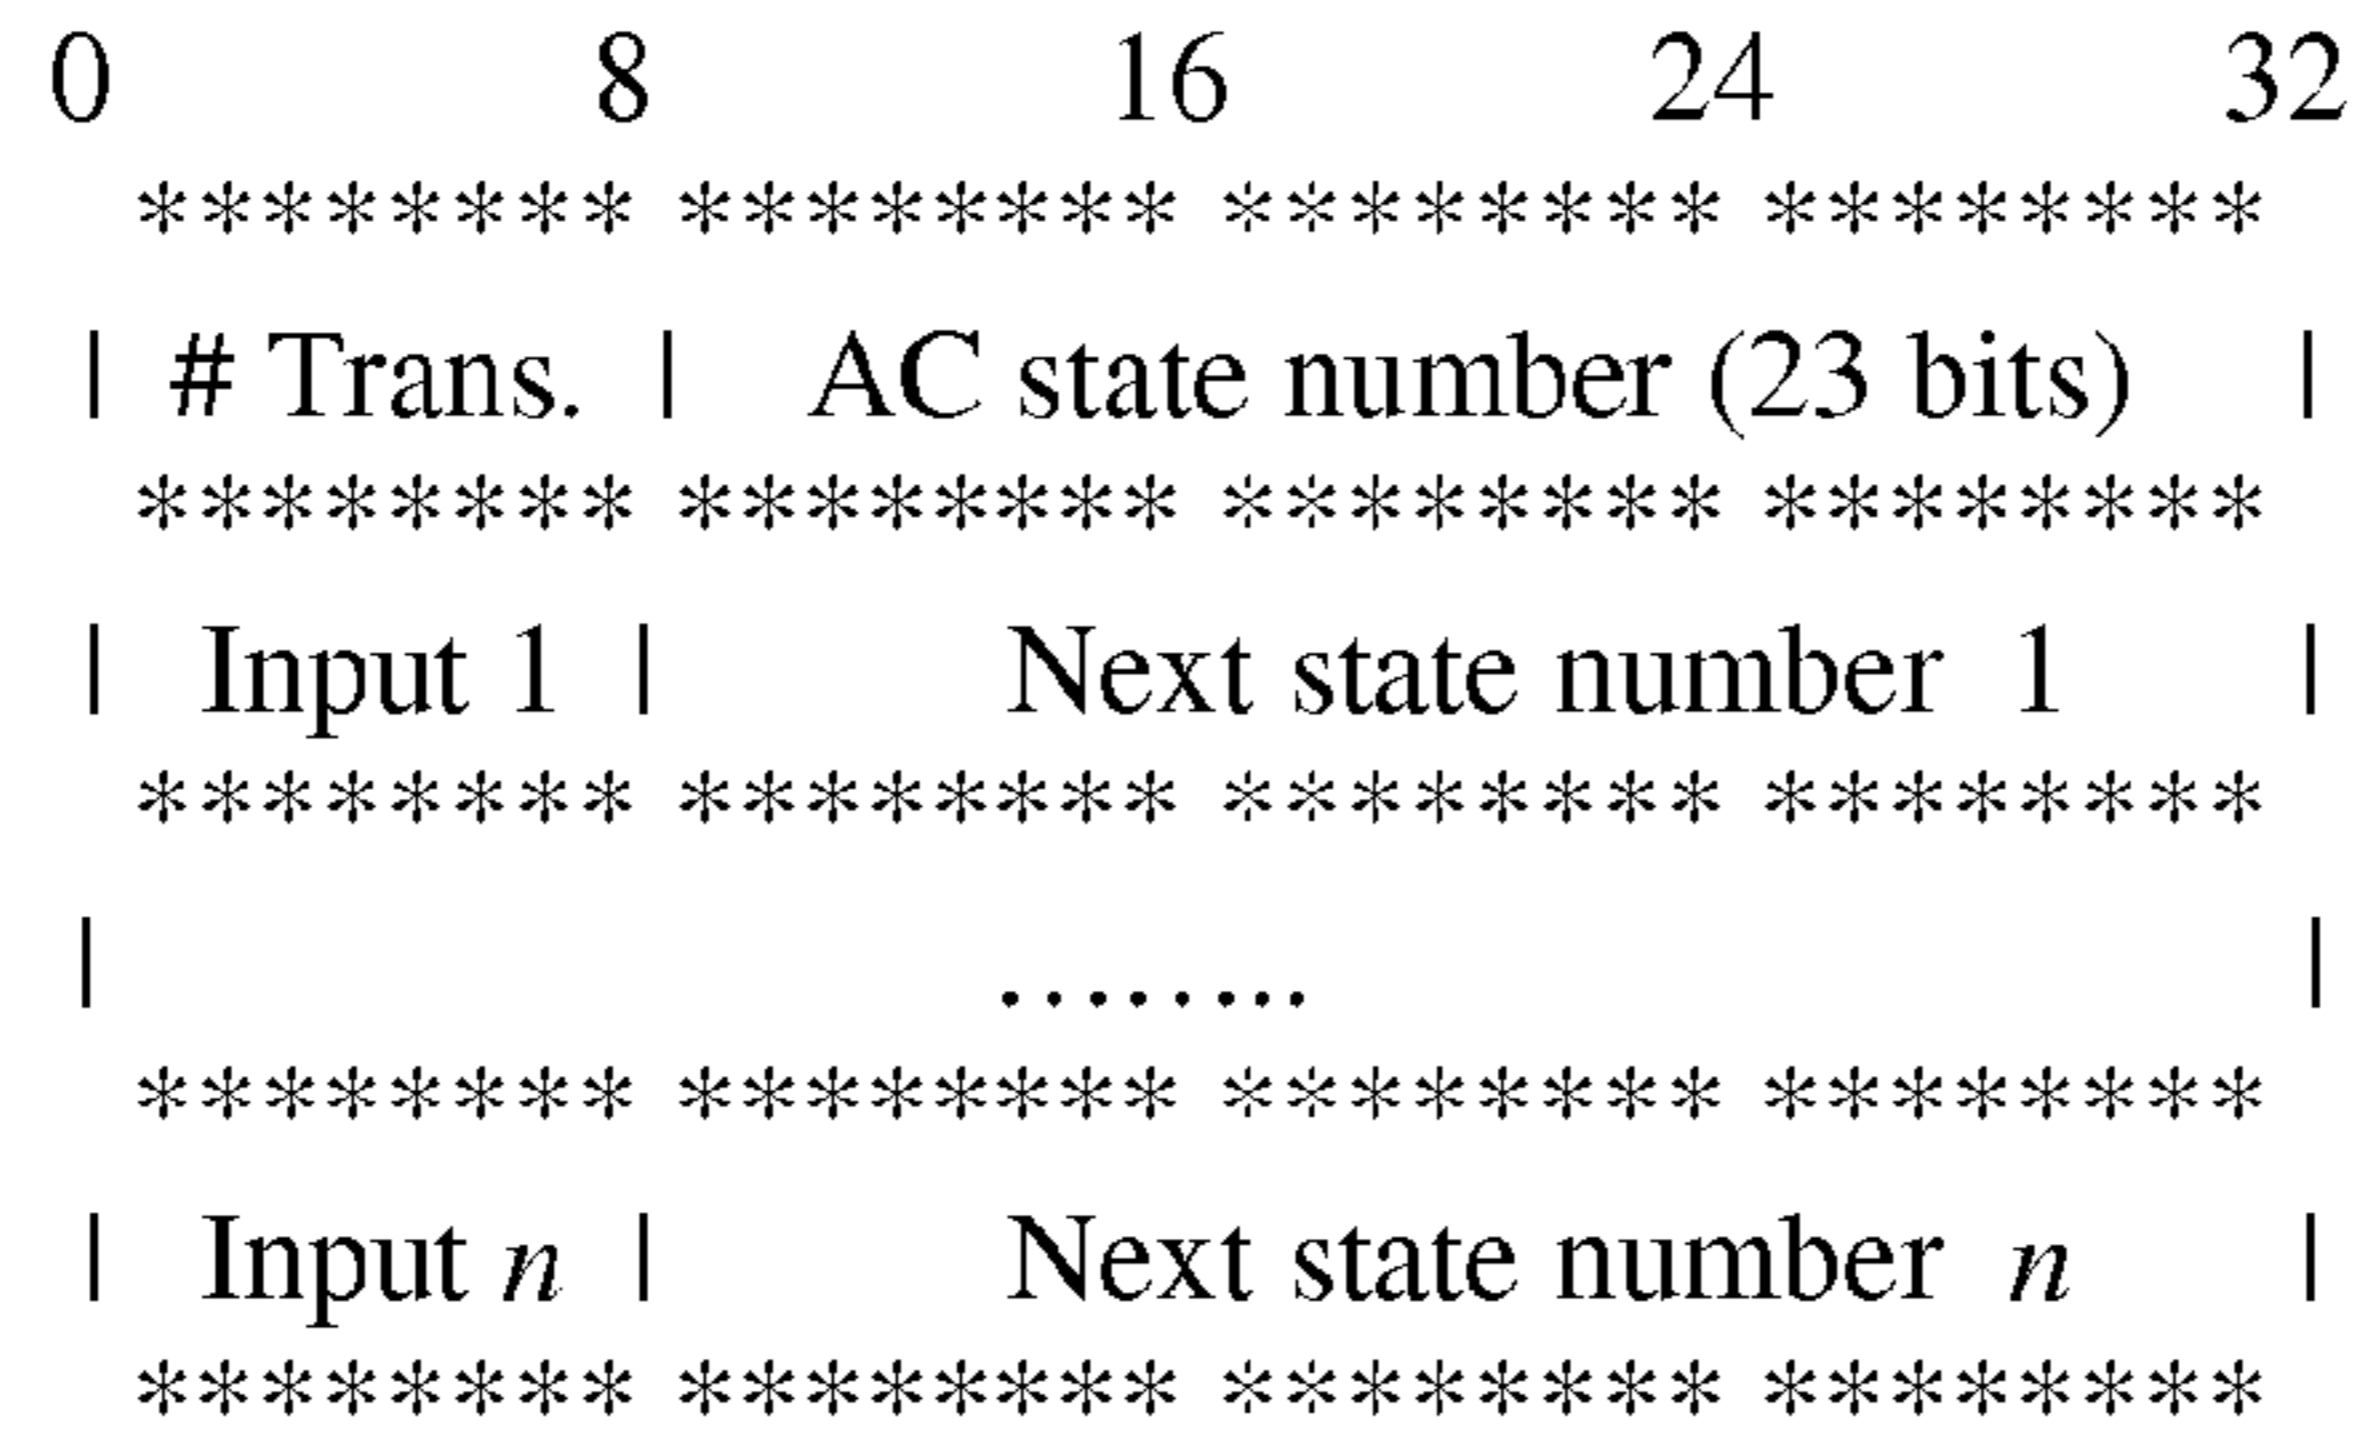 0 8 16 24 32
******** ******** ******** ********
| # Trans. | AC state number (23 bits) |
******** ******** ******** ********
| Input 1 | Next state number 1 |
******** ******** ******** ********
| ........ |
******** ******** ******** ********
| Input n | Next state number n |
******** ******** ******** ********